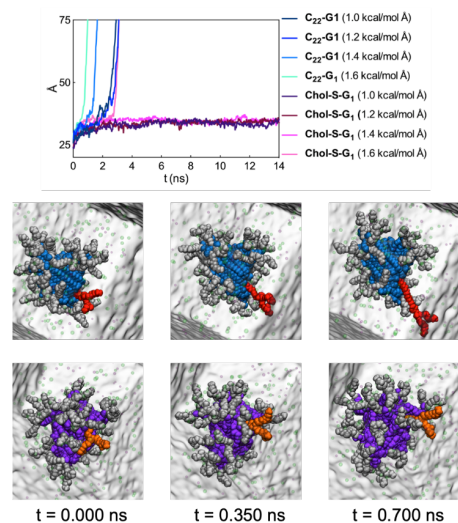 75
50
25
Å
0 2 4 6 8 10 12 14
t (ns)
C₂₂-G1 (1.0 kcal/mol Å)
C₂₂-G1 (1.2 kcal/mol Å)
C₂₂-G1 (1.4 kcal/mol Å)
C₂₂-G₁ (1.6 kcal/mol Å)
Chol-S-G₁ (1.0 kcal/mol Å)
Chol-S-G₁ (1.2 kcal/mol Å)
Chol-S-G₁ (1.4 kcal/mol Å)
Chol-S-G₁ (1.6 kcal/mol Å)
t = 0.000 ns t = 0.350 ns t = 0.700 ns